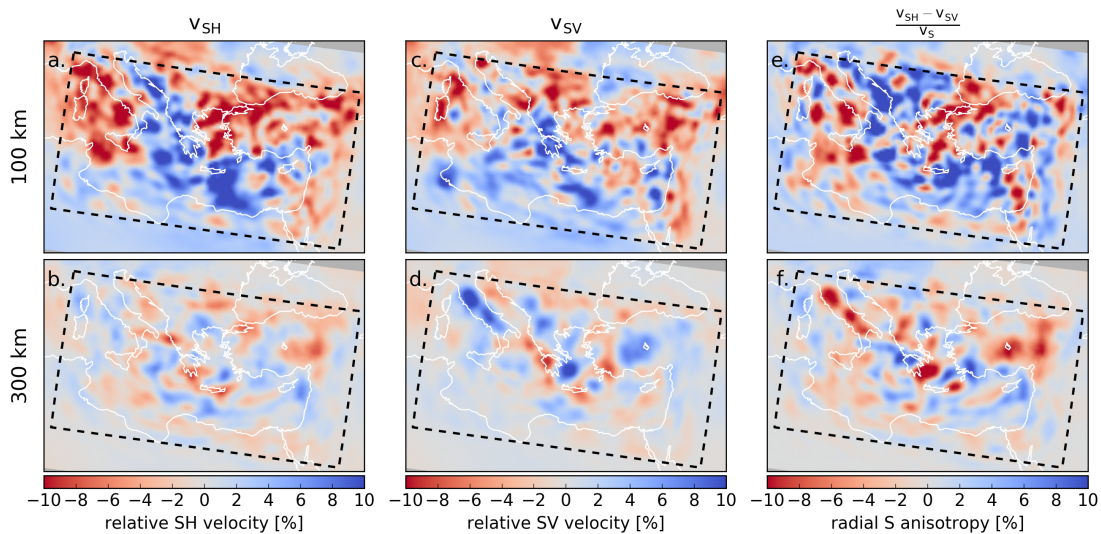 v_SH
v_SV
v_SH − v_SV
v_S
100 km
a.
c.
e.
300 km
b.
d.
f.
−10 −8 −6 −4 −2 0 2 4 6 8 10
relative SH velocity [%]
−10 −8 −6 −4 −2 0 2 4 6 8 10
relative SV velocity [%]
−10 −8 −6 −4 −2 0 2 4 6 8 10
radial S anisotropy [%]